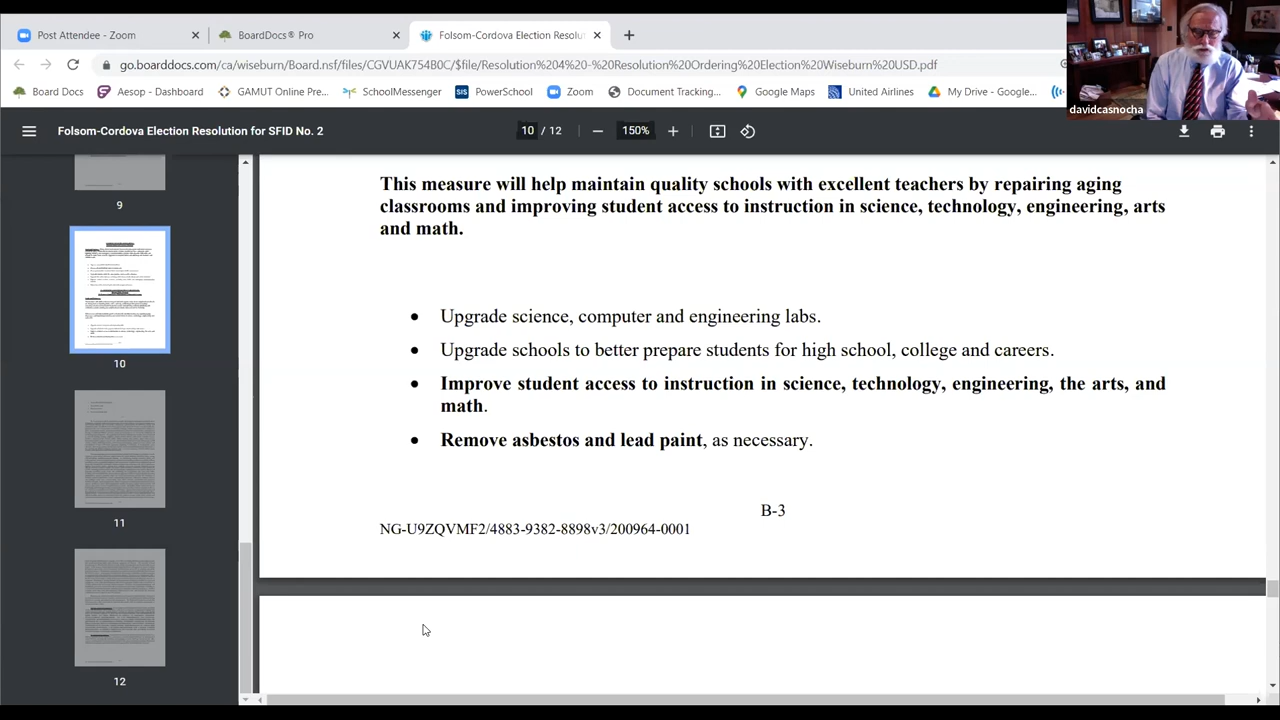 Post Attendee - Zoom
BoardDocs® Pro
Folsom-Cordova Election Resolu
go.boarddocs.com/ca/wiseburn/Board.nsf/files/CGVUAK754B0C/$file/Resolution%204%20-%20Resolution%20Ordering%20Election%20Wiseburn%20USD.pdf
Board Docs
Aesop - Dashboard
GAMUT Online Pre...
SchoolMessenger
SIS PowerSchool
Zoom
Document Tracking...
Google Maps
United Airlines
My Drive - Google...
davidcasnocha
Folsom-Cordova Election Resolution for SFID No. 2
10 / 12
150%
9
10
11
12
This measure will help maintain quality schools with excellent teachers by repairing aging
classrooms and improving student access to instruction in science, technology, engineering, arts
and math.
• Upgrade science, computer and engineering labs.
• Upgrade schools to better prepare students for high school, college and careers.
• Improve student access to instruction in science, technology, engineering, the arts, and
math.
• Remove asbestos and lead paint, as necessary.
B-3
NG-U9ZQVMF2/4883-9382-8898v3/200964-0001